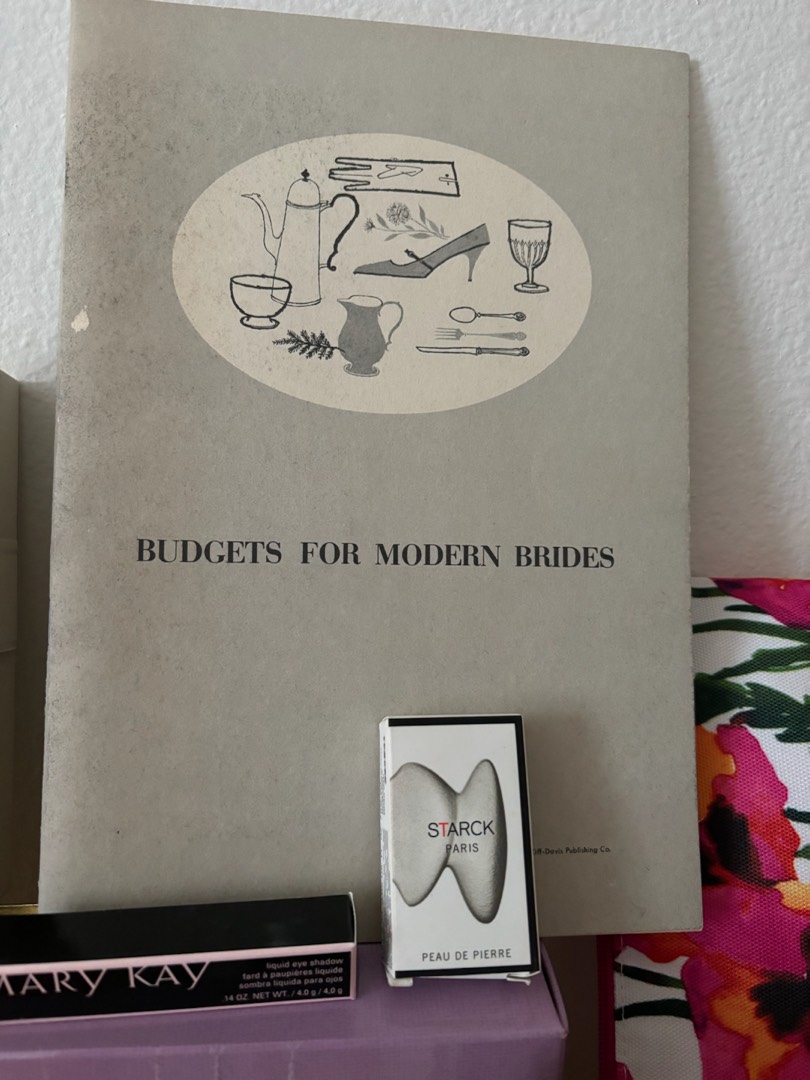 BUDGETS FOR MODERN BRIDES
STARCK
PARIS
PEAU DE PIERRE
Davis Publishing Co.
MARY KAY
liquid eye shadow
fard à paupières liquide
sombra líquida para ojos
.14 OZ. NET WT. / 4.0 g / 4,0 g